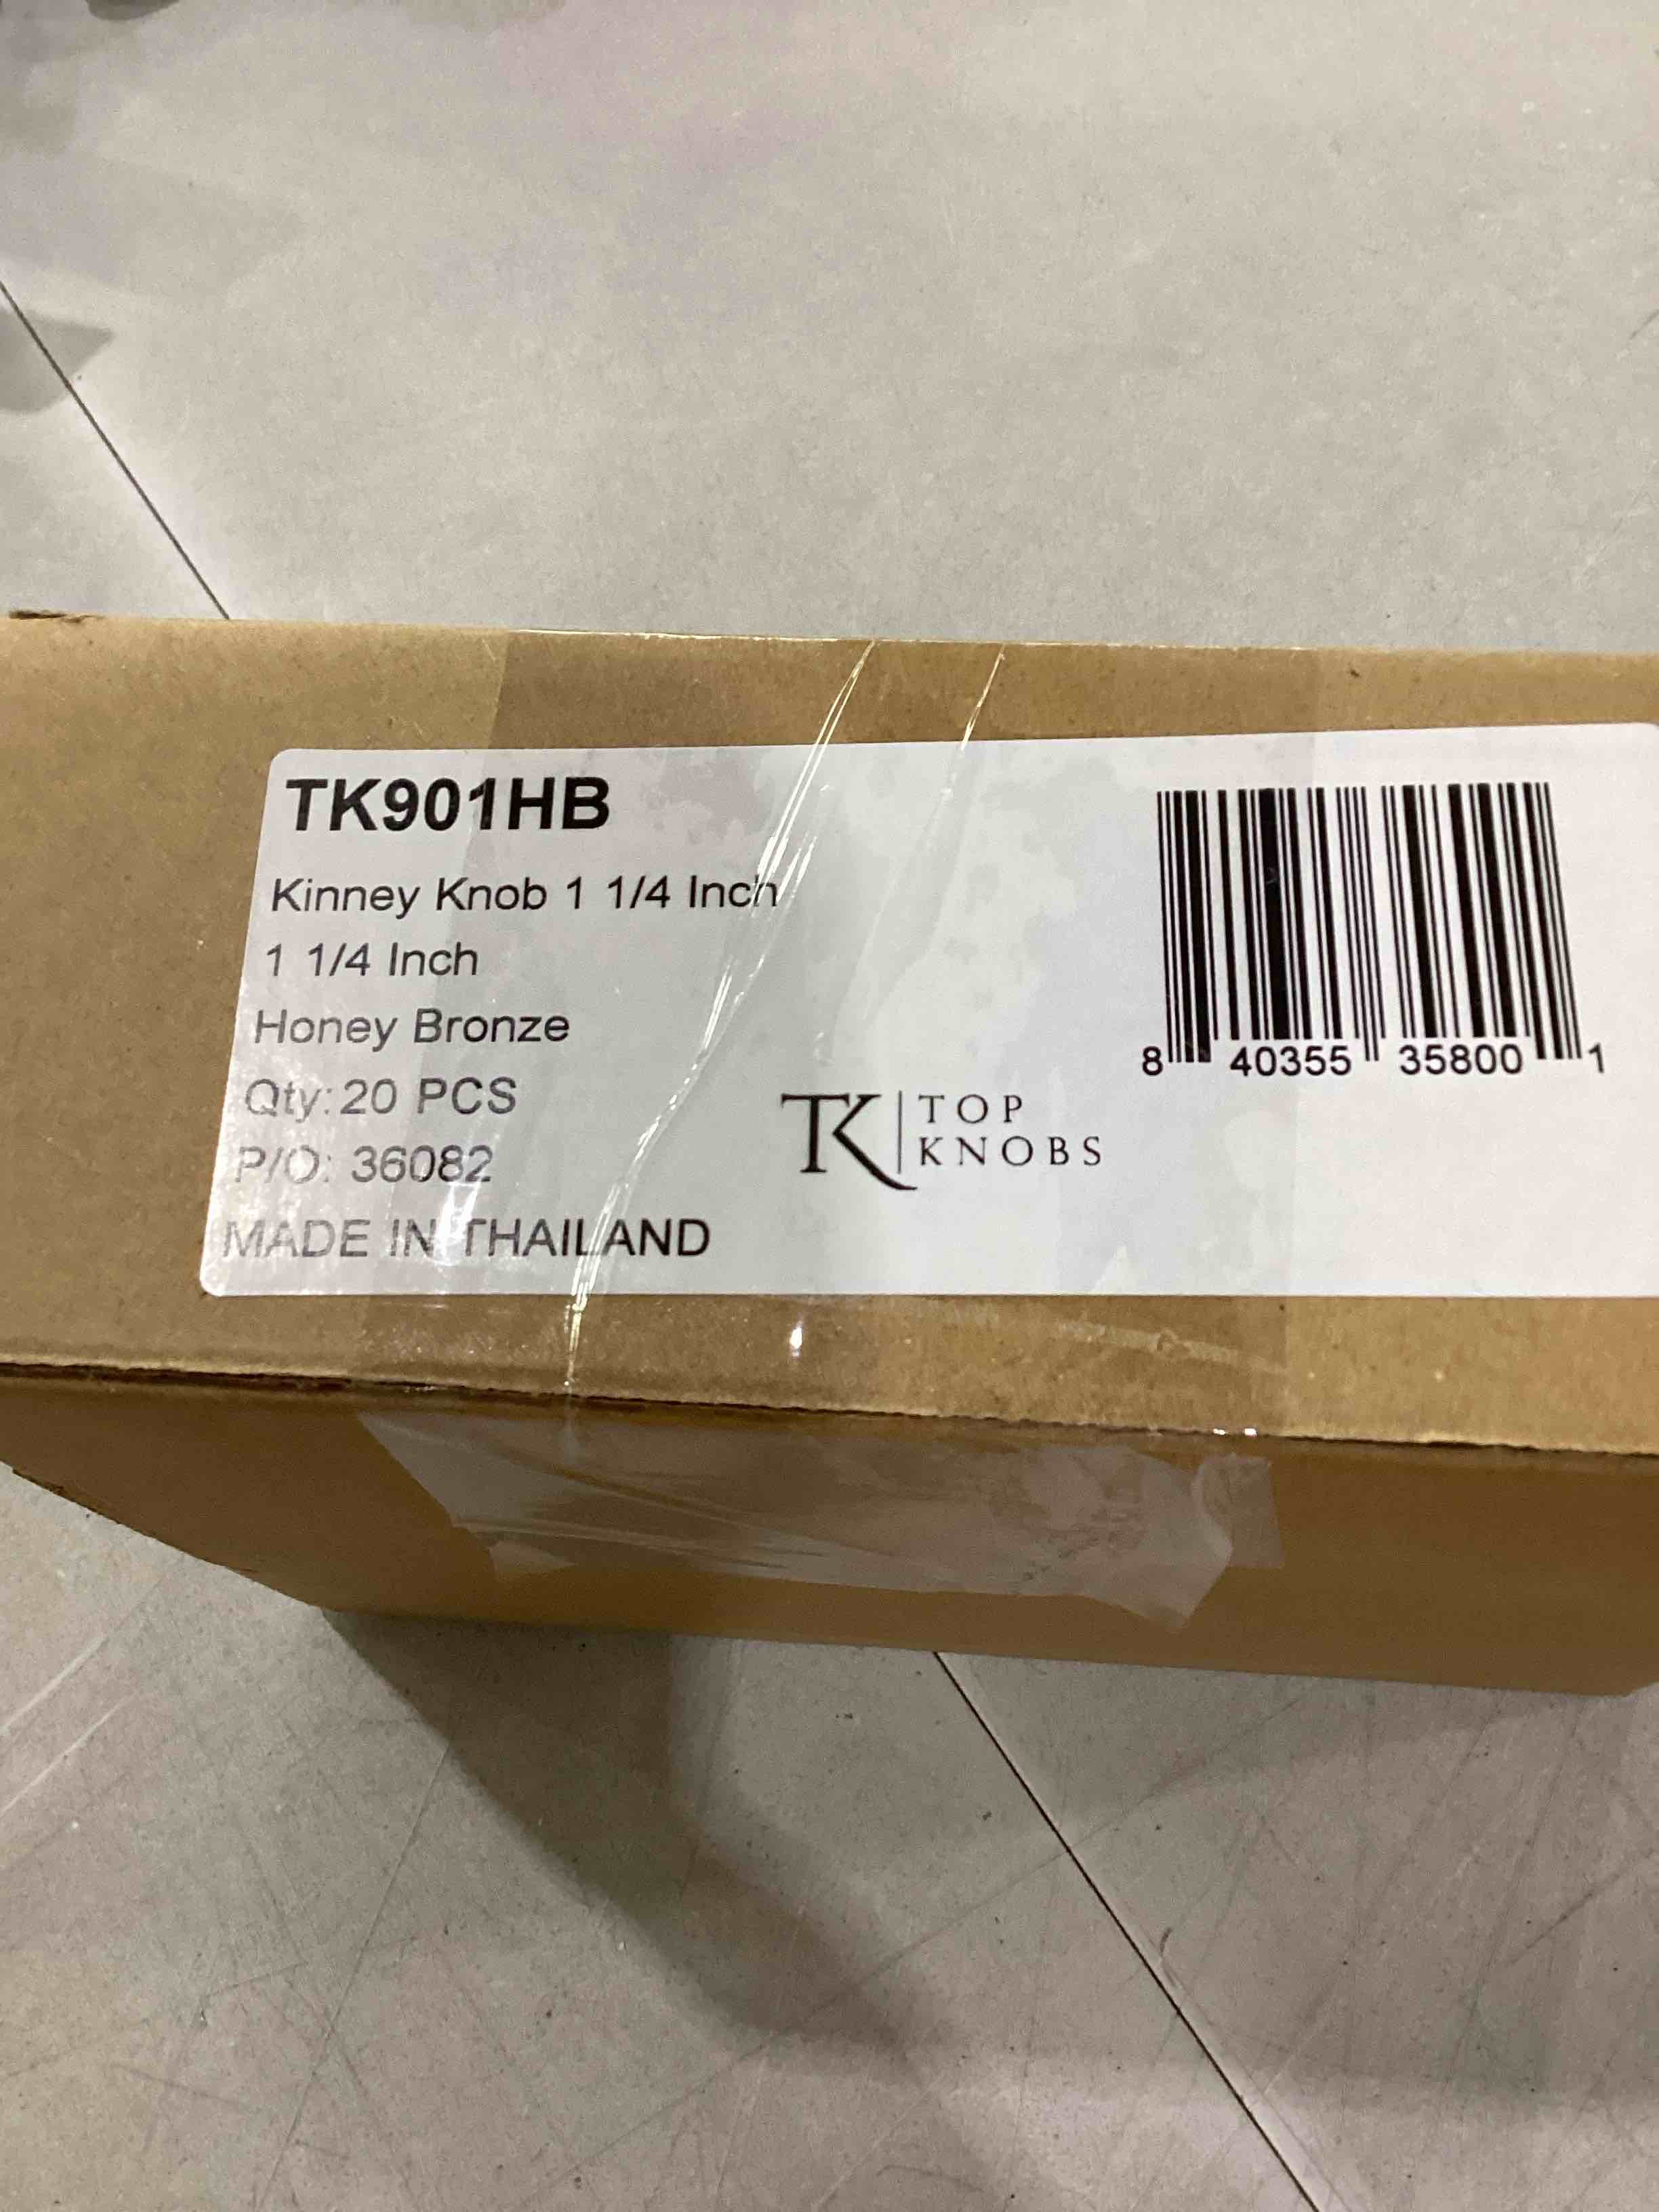 TK901HB
Kinney Knob 1 1/4 Inch
1 1/4 Inch
Honey Bronze
Qty: 20 PCS
P/O: 36082
MADE IN THAILAND
TK TOP
KNOBS
8 40355 35800 1